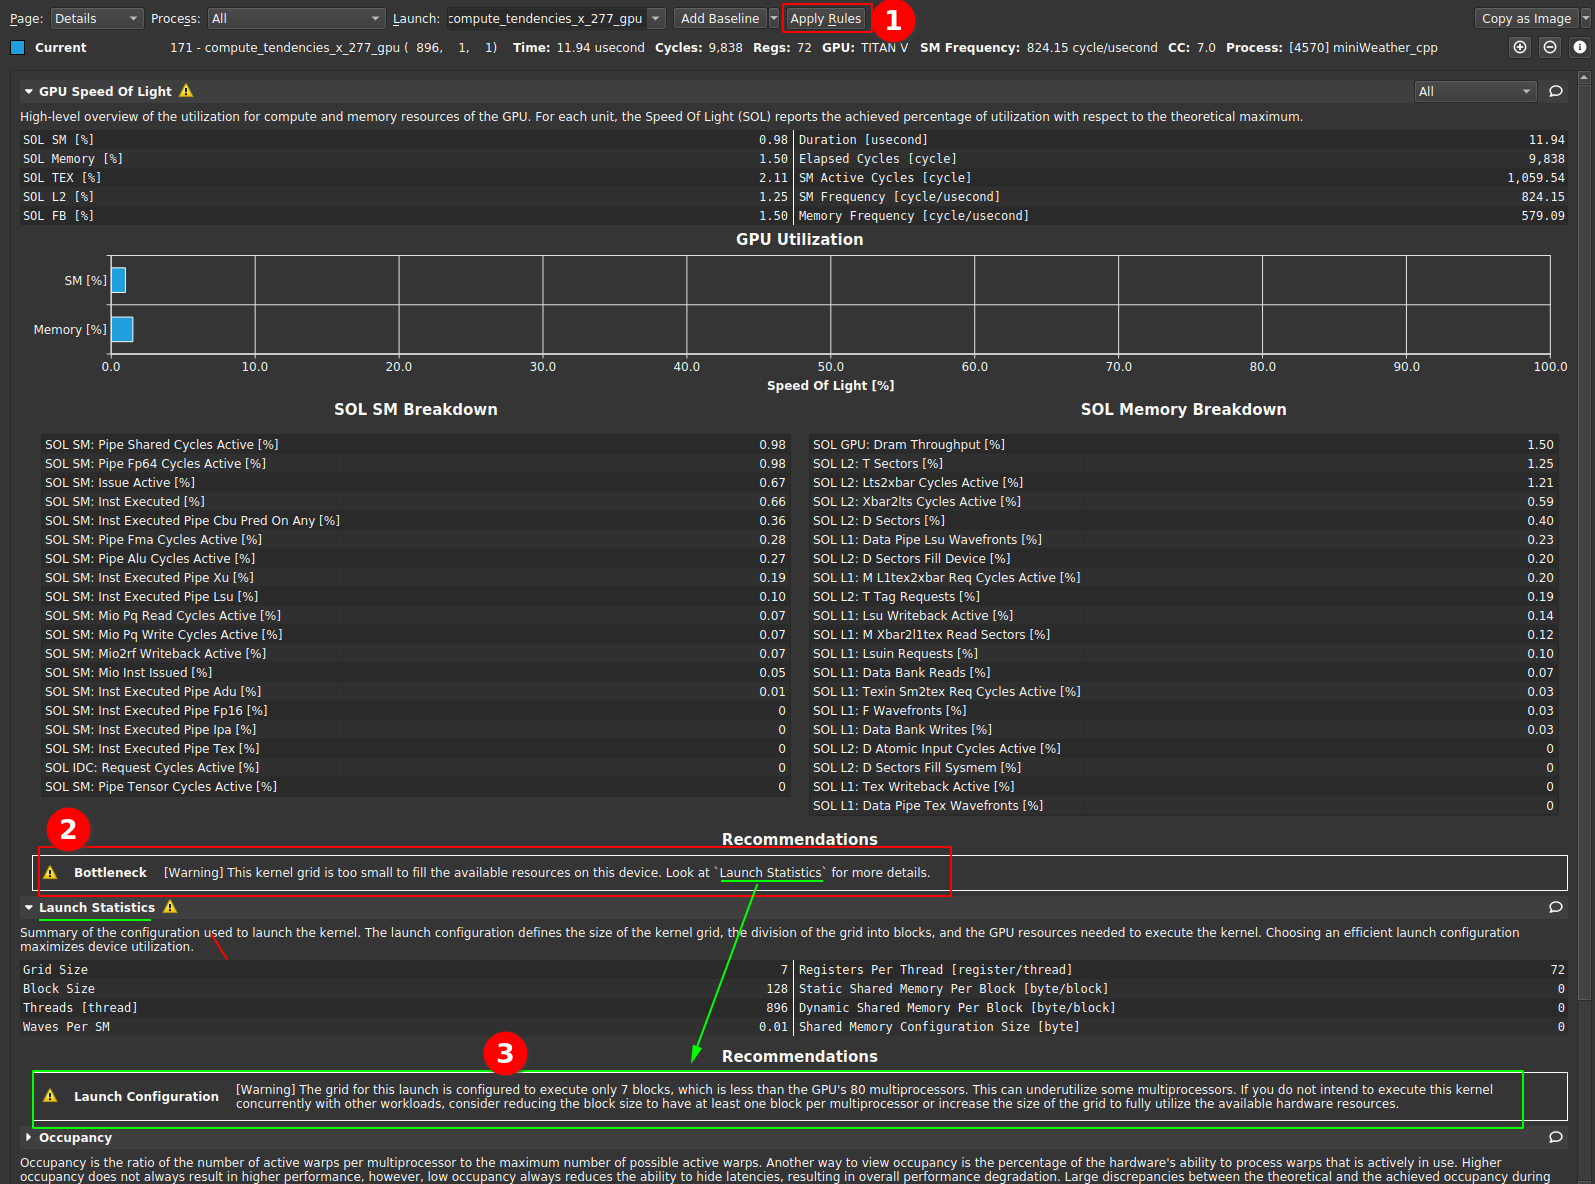 Page: Details Process: All Launch: compute_tendencies_x_277_gpu Add Baseline Apply Rules 1 Copy as Image
Current 171 - compute_tendencies_x_277_gpu ( 896, 1, 1) Time: 11.94 usecond Cycles: 9,838 Regs: 72 GPU: TITAN V SM Frequency: 824.15 cycle/usecond CC: 7.0 Process: [4570] miniWeather_cpp
GPU Speed Of Light All
High-level overview of the utilization for compute and memory resources of the GPU. For each unit, the Speed Of Light (SOL) reports the achieved percentage of utilization with respect to the theoretical maximum.
SOL SM [%] 0.98 Duration [usecond] 11.94
SOL Memory [%] 1.50 Elapsed Cycles [cycle] 9,838
SOL TEX [%] 2.11 SM Active Cycles [cycle] 1,059.54
SOL L2 [%] 1.25 SM Frequency [cycle/usecond] 824.15
SOL FB [%] 1.50 Memory Frequency [cycle/usecond] 579.09
GPU Utilization
SM [%]
Memory [%]
0.0 10.0 20.0 30.0 40.0 50.0 60.0 70.0 80.0 90.0 100.0
Speed Of Light [%]
SOL SM Breakdown
SOL SM: Pipe Shared Cycles Active [%] 0.98
SOL SM: Pipe Fp64 Cycles Active [%] 0.98
SOL SM: Issue Active [%] 0.67
SOL SM: Inst Executed [%] 0.66
SOL SM: Inst Executed Pipe Cbu Pred On Any [%] 0.36
SOL SM: Pipe Fma Cycles Active [%] 0.28
SOL SM: Pipe Alu Cycles Active [%] 0.27
SOL SM: Inst Executed Pipe Xu [%] 0.19
SOL SM: Inst Executed Pipe Lsu [%] 0.10
SOL SM: Mio Pq Read Cycles Active [%] 0.07
SOL SM: Mio Pq Write Cycles Active [%] 0.07
SOL SM: Mio2rf Writeback Active [%] 0.07
SOL SM: Mio Inst Issued [%] 0.05
SOL SM: Inst Executed Pipe Adu [%] 0.01
SOL SM: Inst Executed Pipe Fp16 [%] 0
SOL SM: Inst Executed Pipe Ipa [%] 0
SOL SM: Inst Executed Pipe Tex [%] 0
SOL IDC: Request Cycles Active [%] 0
SOL SM: Pipe Tensor Cycles Active [%] 0
SOL Memory Breakdown
SOL GPU: Dram Throughput [%] 1.50
SOL L2: T Sectors [%] 1.25
SOL L2: Lts2xbar Cycles Active [%] 1.21
SOL L2: Xbar2lts Cycles Active [%] 0.59
SOL L2: D Sectors [%] 0.40
SOL L1: Data Pipe Lsu Wavefronts [%] 0.23
SOL L2: D Sectors Fill Device [%] 0.20
SOL L1: M L1tex2xbar Req Cycles Active [%] 0.20
SOL L2: T Tag Requests [%] 0.19
SOL L1: Lsu Writeback Active [%] 0.14
SOL L1: M Xbar2l1tex Read Sectors [%] 0.12
SOL L1: Lsuin Requests [%] 0.10
SOL L1: Data Bank Reads [%] 0.07
SOL L1: Texin Sm2tex Req Cycles Active [%] 0.03
SOL L1: F Wavefronts [%] 0.03
SOL L1: Data Bank Writes [%] 0.03
SOL L2: D Atomic Input Cycles Active [%] 0
SOL L2: D Sectors Fill Sysmem [%] 0
SOL L1: Tex Writeback Active [%] 0
SOL L1: Data Pipe Tex Wavefronts [%] 0
2
Recommendations
Bottleneck [Warning] This kernel grid is too small to fill the available resources on this device. Look at `Launch Statistics` for more details.
Launch Statistics
Summary of the configuration used to launch the kernel. The launch configuration defines the size of the kernel grid, the division of the grid into blocks, and the GPU resources needed to execute the kernel. Choosing an efficient launch configuration
maximizes device utilization.
Grid Size 7 Registers Per Thread [register/thread] 72
Block Size 128 Static Shared Memory Per Block [byte/block] 0
Threads [thread] 896 Dynamic Shared Memory Per Block [byte/block] 0
Waves Per SM 0.01 Shared Memory Configuration Size [byte] 0
3
Recommendations
Launch Configuration [Warning] The grid for this launch is configured to execute only 7 blocks, which is less than the GPU's 80 multiprocessors. This can underutilize some multiprocessors. If you do not intend to execute this kernel
concurrently with other workloads, consider reducing the block size to have at least one block per multiprocessor or increase the size of the grid to fully utilize the available hardware resources.
Occupancy
Occupancy is the ratio of the number of active warps per multiprocessor to the maximum number of possible active warps. Another way to view occupancy is the percentage of the hardware's ability to process warps that is actively in use. Higher
occupancy does not always result in higher performance, however, low occupancy always reduces the ability to hide latencies, resulting in overall performance degradation. Large discrepancies between the theoretical and the achieved occupancy during